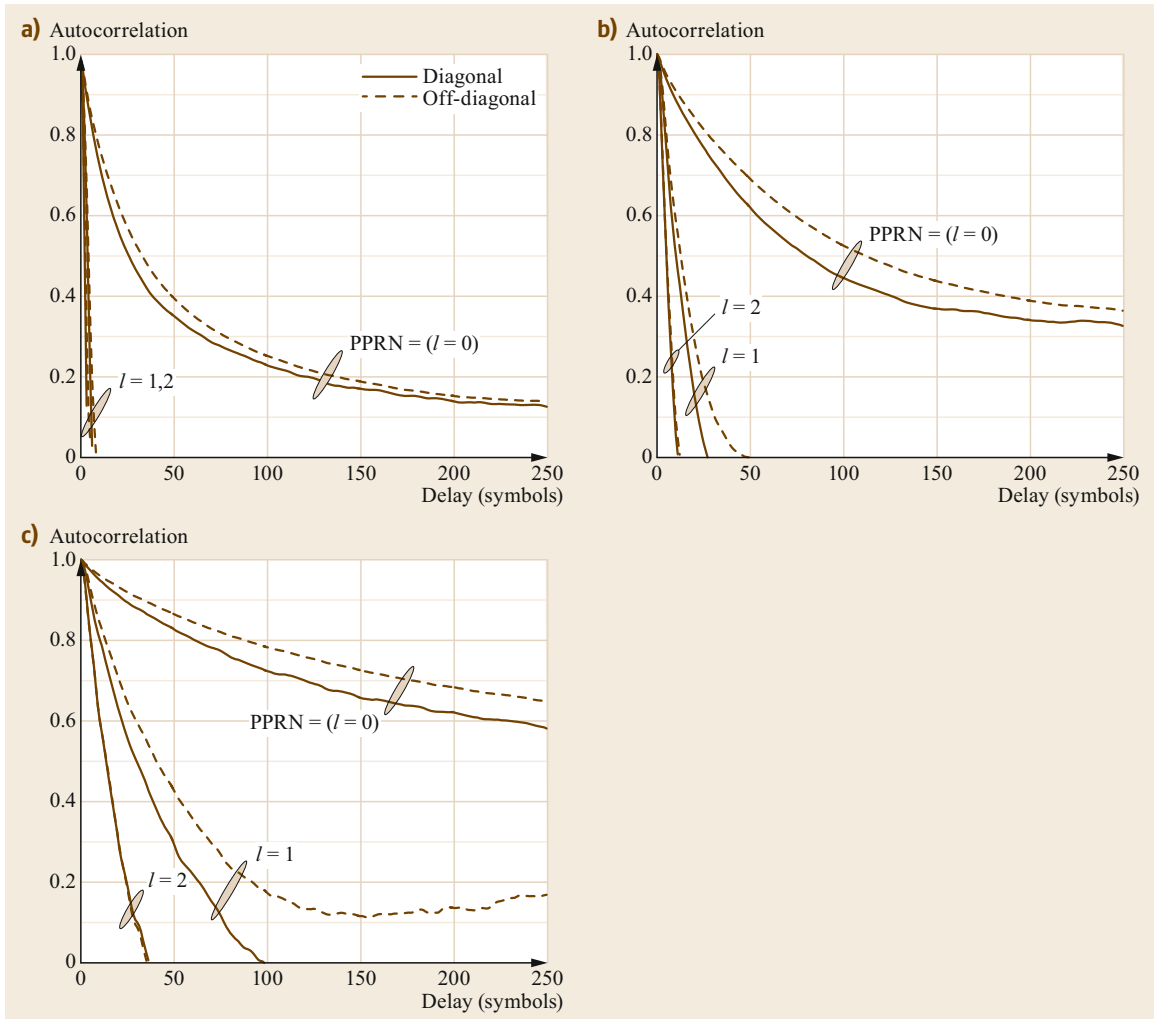 a) Autocorrelation
1.0
0.8
0.6
0.4
0.2
0
0 50 100 150 200 250
Delay (symbols)
Diagonal
Off-diagonal
PPRN = (l = 0)
l = 1,2
b) Autocorrelation
1.0
0.8
0.6
0.4
0.2
0
0 50 100 150 200 250
Delay (symbols)
PPRN = (l = 0)
l = 2
l = 1
c) Autocorrelation
1.0
0.8
0.6
0.4
0.2
0
0 50 100 150 200 250
Delay (symbols)
PPRN = (l = 0)
l = 1
l = 2